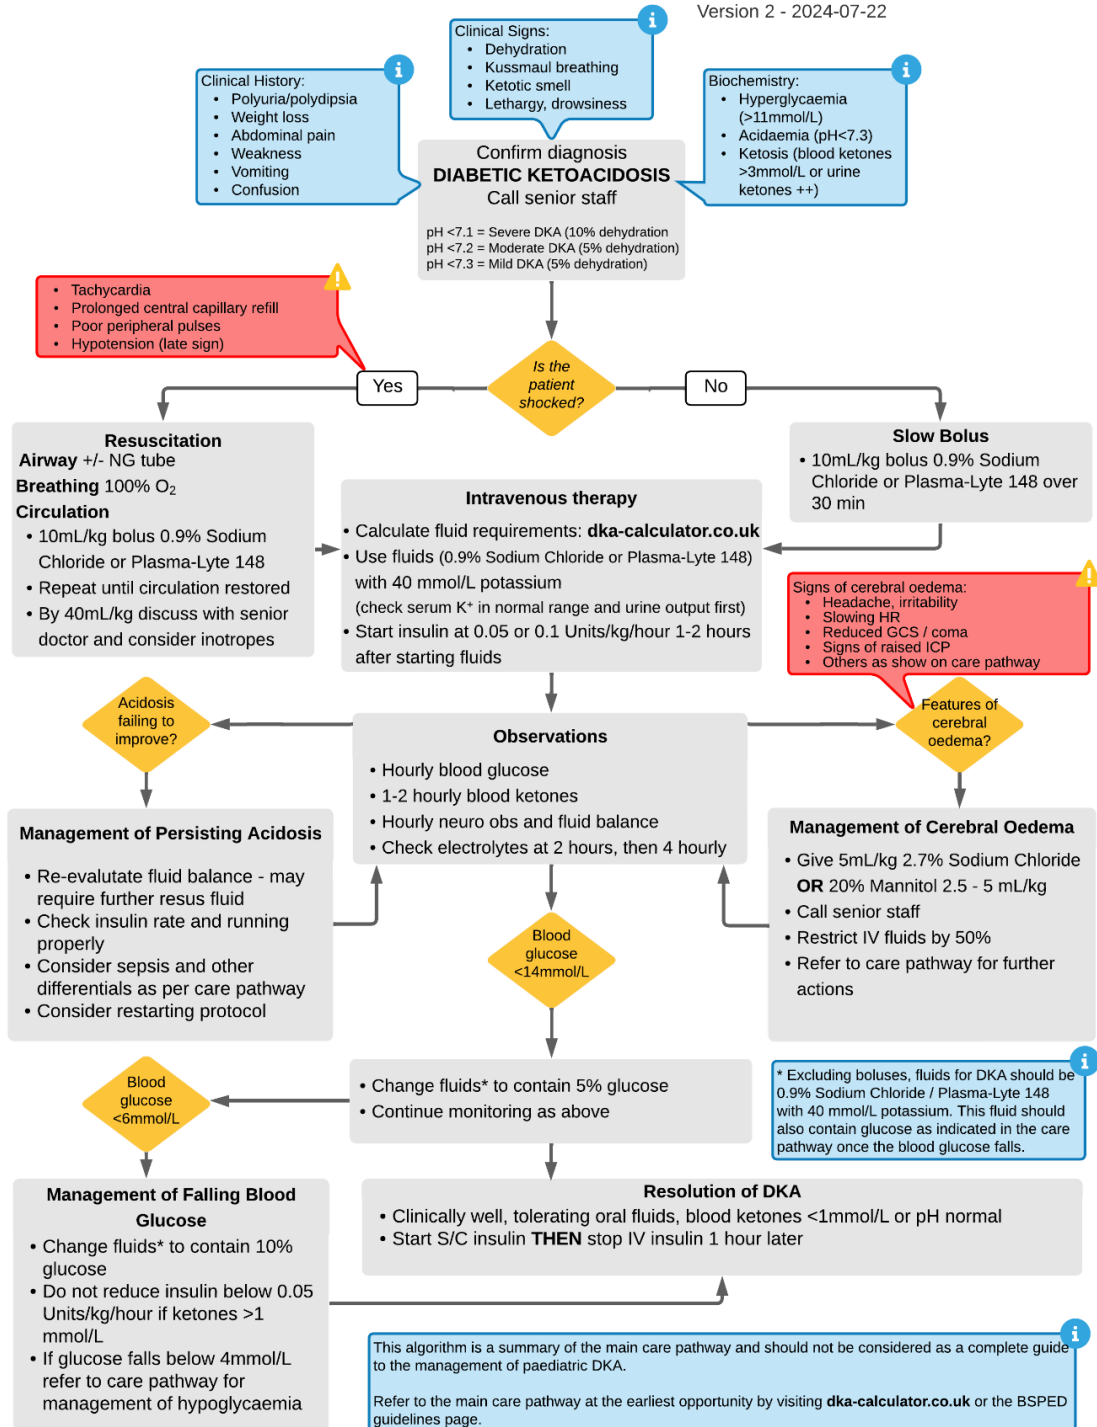 Version 2 - 2024-07-22
Clinical Signs:
• Dehydration
• Kussmaul breathing
• Ketotic smell
• Lethargy, drowsiness
Clinical History:
• Polyuria/polydipsia
• Weight loss
• Abdominal pain
• Weakness
• Vomiting
• Confusion
Biochemistry:
• Hyperglycaemia
(>11mmol/L)
• Acidaemia (pH<7.3)
• Ketosis (blood ketones
>3mmol/L or urine
ketones ++)
Confirm diagnosis
DIABETIC KETOACIDOSIS
Call senior staff
pH <7.1 = Severe DKA (10% dehydration
pH <7.2 = Moderate DKA (5% dehydration)
pH <7.3 = Mild DKA (5% dehydration)
• Tachycardia
• Prolonged central capillary refill
• Poor peripheral pulses
• Hypotension (late sign)
Is the
patient
shocked?
Yes
No
Resuscitation
Airway +/- NG tube
Breathing 100% O₂
Circulation
• 10mL/kg bolus 0.9% Sodium
Chloride or Plasma-Lyte 148
• Repeat until circulation restored
• By 40mL/kg discuss with senior
doctor and consider inotropes
Slow Bolus
• 10mL/kg bolus 0.9% Sodium
Chloride or Plasma-Lyte 148 over
30 min
Intravenous therapy
• Calculate fluid requirements: dka-calculator.co.uk
• Use fluids (0.9% Sodium Chloride or Plasma-Lyte 148)
with 40 mmol/L potassium
(check serum K⁺ in normal range and urine output first)
• Start insulin at 0.05 or 0.1 Units/kg/hour 1-2 hours
after starting fluids
Signs of cerebral oedema:
• Headache, irritability
• Slowing HR
• Reduced GCS / coma
• Signs of raised ICP
• Others as show on care pathway
Acidosis
failing to
improve?
Features of
cerebral
oedema?
Observations
• Hourly blood glucose
• 1-2 hourly blood ketones
• Hourly neuro obs and fluid balance
• Check electrolytes at 2 hours, then 4 hourly
Management of Persisting Acidosis
• Re-evalutate fluid balance - may
require further resus fluid
• Check insulin rate and running
properly
• Consider sepsis and other
differentials as per care pathway
• Consider restarting protocol
Management of Cerebral Oedema
• Give 5mL/kg 2.7% Sodium Chloride
OR 20% Mannitol 2.5 - 5 mL/kg
• Call senior staff
• Restrict IV fluids by 50%
• Refer to care pathway for further
actions
Blood
glucose
<14mmol/L
• Change fluids* to contain 5% glucose
• Continue monitoring as above
Blood
glucose
<6mmol/L
* Excluding boluses, fluids for DKA should be
0.9% Sodium Chloride / Plasma-Lyte 148
with 40 mmol/L potassium. This fluid should
also contain glucose as indicated in the care
pathway once the blood glucose falls.
Management of Falling Blood
Glucose
• Change fluids* to contain 10%
glucose
• Do not reduce insulin below 0.05
Units/kg/hour if ketones >1
mmol/L
• If glucose falls below 4mmol/L
refer to care pathway for
management of hypoglycaemia
Resolution of DKA
• Clinically well, tolerating oral fluids, blood ketones <1mmol/L or pH normal
• Start S/C insulin THEN stop IV insulin 1 hour later
This algorithm is a summary of the main care pathway and should not be considered as a complete guide
to the management of paediatric DKA.
Refer to the main care pathway at the earliest opportunity by visiting dka-calculator.co.uk or the BSPED
guidelines page.